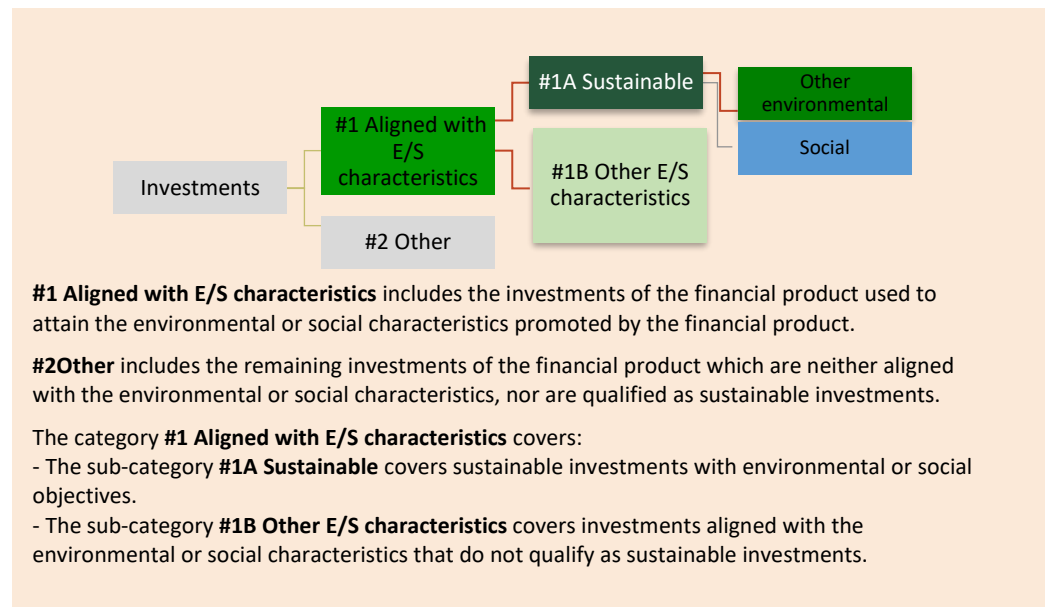 #1A Sustainable
Other
environmental
Social
#1 Aligned with
E/S
characteristics
#1B Other E/S
characteristics
Investments
#2 Other
#1 Aligned with E/S characteristics includes the investments of the financial product used to
attain the environmental or social characteristics promoted by the financial product.
#2Other includes the remaining investments of the financial product which are neither aligned
with the environmental or social characteristics, nor are qualified as sustainable investments.
The category #1 Aligned with E/S characteristics covers:
- The sub-category #1A Sustainable covers sustainable investments with environmental or social
objectives.
- The sub-category #1B Other E/S characteristics covers investments aligned with the
environmental or social characteristics that do not qualify as sustainable investments.